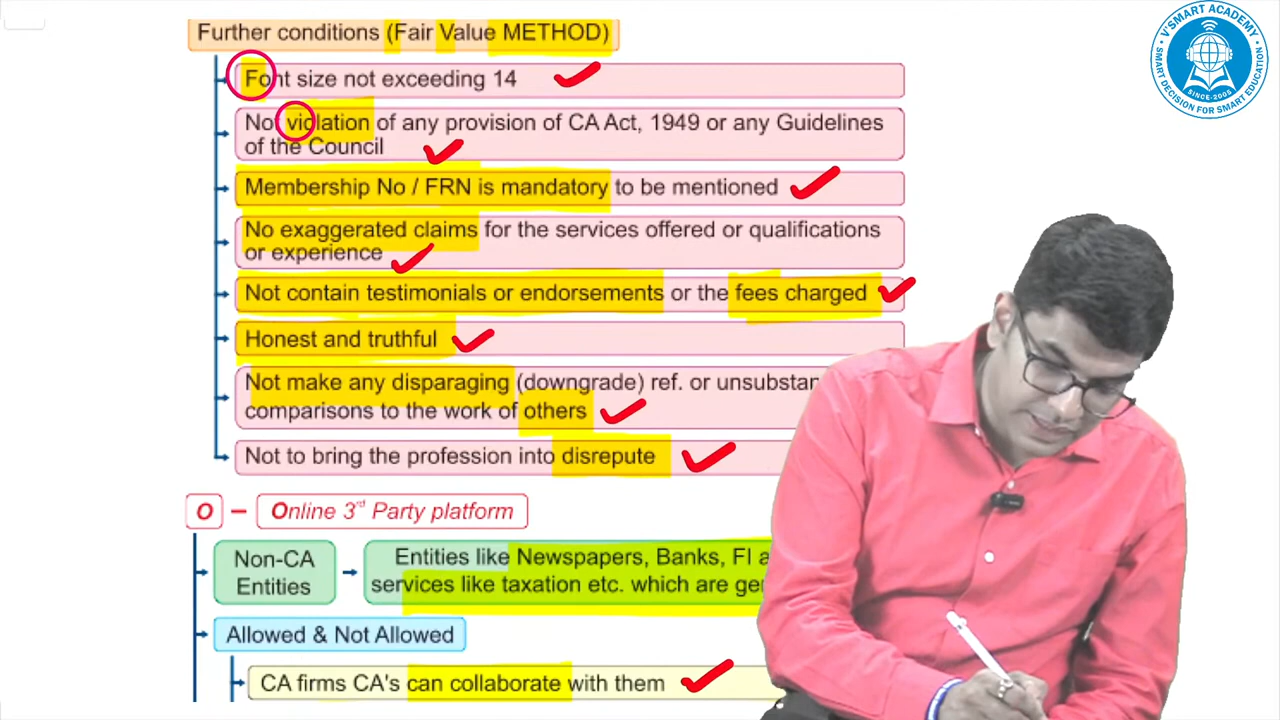 Further conditions (Fair Value METHOD)
Font size not exceeding 14
No violation of any provision of CA Act, 1949 or any Guidelines
of the Council
Membership No / FRN is mandatory to be mentioned
No exaggerated claims for the services offered or qualifications
or experience
Not contain testimonials or endorsements or the fees charged
Honest and truthful
Not make any disparaging (downgrade) ref. or
comparisons to the work of others
Not to bring the profession into disrepute
O – Online 3rd Party platform
Non-CA
Entities
Entities like Newspapers, Banks, FI
services like taxation etc. which are
Allowed & Not Allowed
CA firms CA's can collaborate with them
V'SMART ACADEMY
SINCE-2005
SMART DECISION FOR SMART EDUCATION